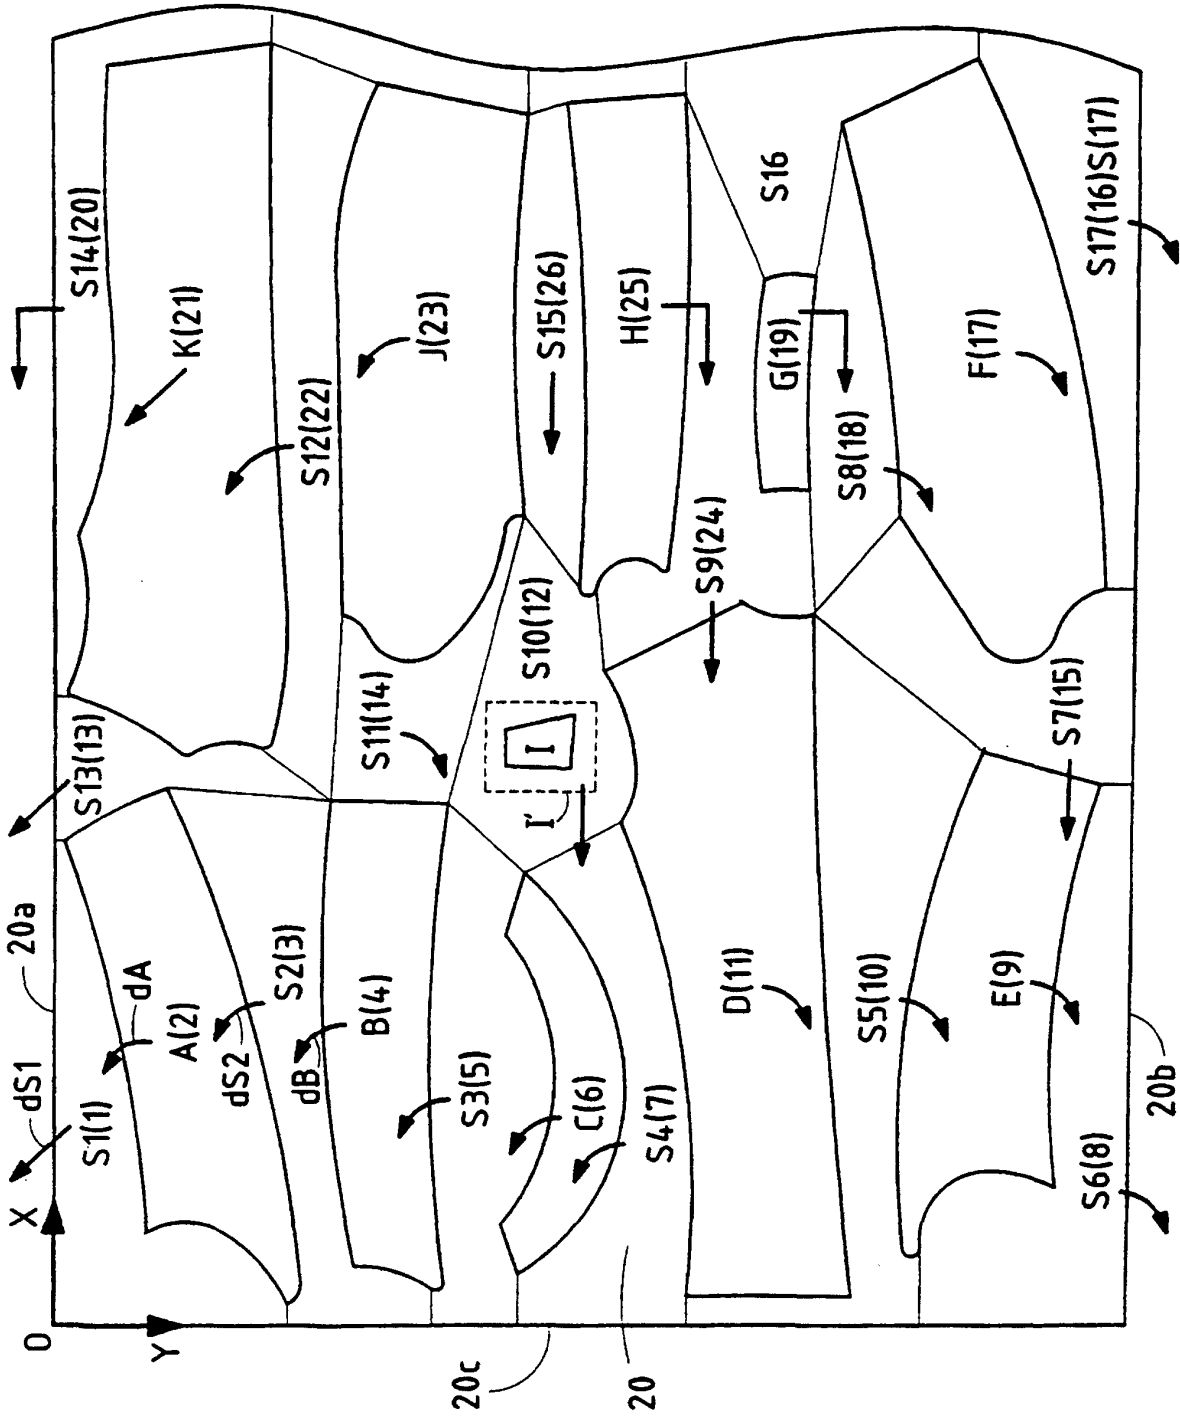 O
X
dS1
20a
S1(1)
S13(13)
S14(20)
dA
Y
A(2)
K(21)
dS2
S2(3)
dB
S12(22)
B(4)
S11(14)
J(23)
20c
S3(5)
I'
I
S10(12)
S15(26)
C(6)
20
H(25)
S4(7)
S9(24)
D(11)
S16
G(19)
S8(18)
S5(10)
F(17)
E(9)
S7(15)
S6(8)
S17(16)S(17)
20b